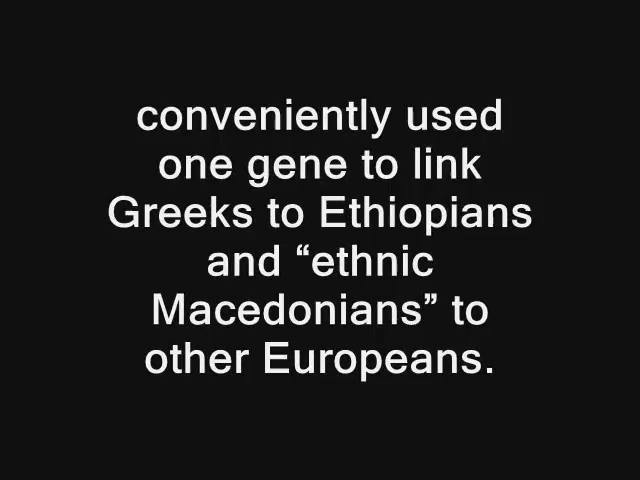 conveniently used
one gene to link
Greeks to Ethiopians
and “ethnic
Macedonians” to
other Europeans.